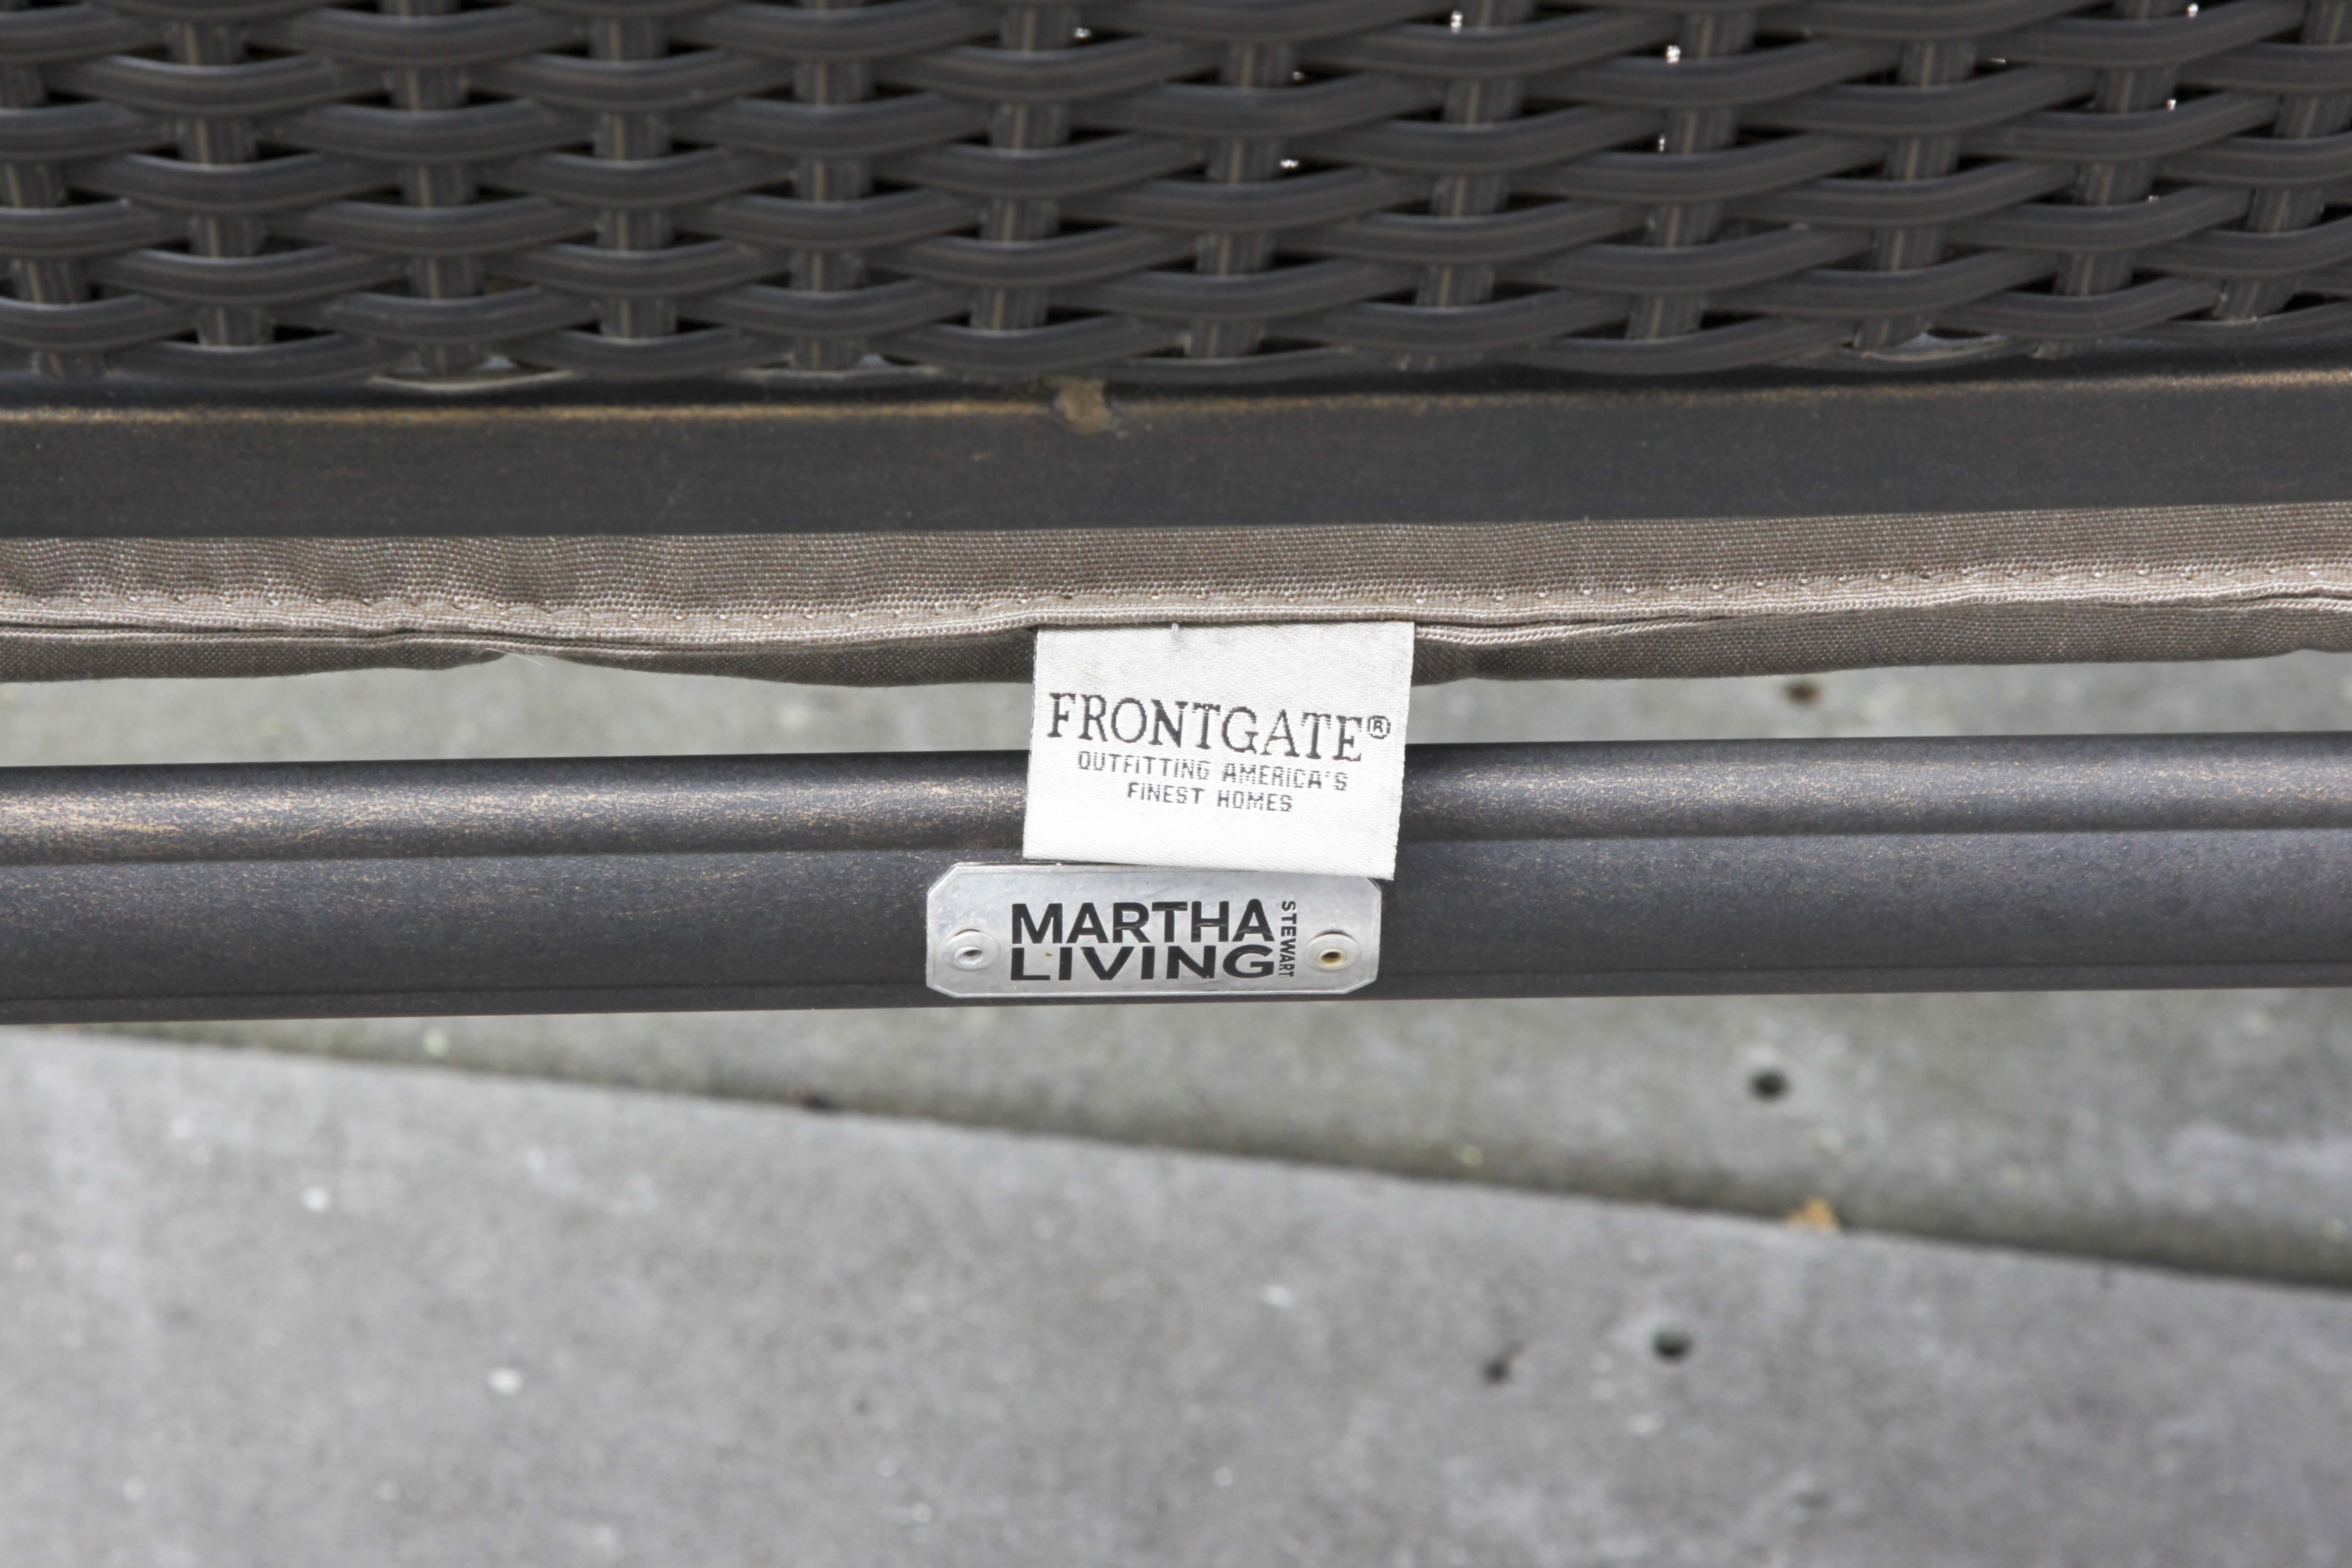 FRONTGATE®
OUTFITTING AMERICA'S
FINEST HOMES
MARTHA
LIVING
STEWART